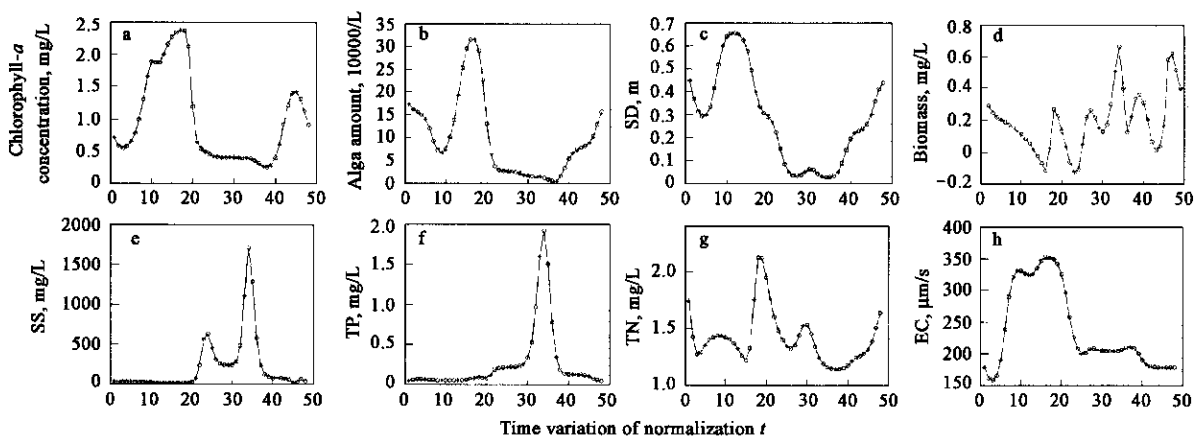 a
Chlorophyll-a
concentration, mg/L
2.5
2.0
1.5
1.0
0.5
0
0 10 20 30 40 50
b
Alga amount, 10000/L
35
30
25
20
15
10
5
0
0 10 20 30 40 50
c
SD, m
0.7
0.6
0.5
0.4
0.3
0.2
0.1
0
0 10 20 30 40 50
d
Biomass, mg/L
0.8
0.6
0.4
0.2
0
−0.2
0 10 20 30 40 50
e
SS, mg/L
2000
1500
1000
500
0
0 10 20 30 40 50
f
TP, mg/L
2.0
1.5
1.0
0.5
0
0 10 20 30 40 50
g
TN, mg/L
2.0
1.5
1.0
0 10 20 30 40 50
h
EC, μm/s
400
350
300
250
200
150
0 10 20 30 40 50
Time variation of normalization t